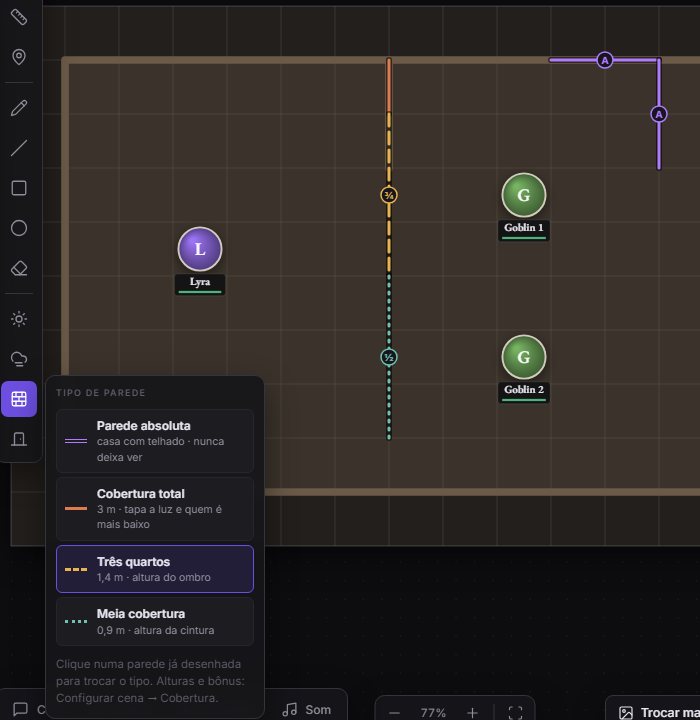 A
A
¾
G
Goblin 1
L
Lyra
½
G
Goblin 2
TIPO DE PAREDE
Parede absoluta
casa com telhado · nunca
deixa ver
Cobertura total
3 m · tapa a luz e quem é
mais baixo
Três quartos
1,4 m · altura do ombro
Meia cobertura
0,9 m · altura da cintura
Clique numa parede já desenhada
para trocar o tipo. Alturas e bônus:
Configurar cena → Cobertura.
C
Som
77%
Trocar ma